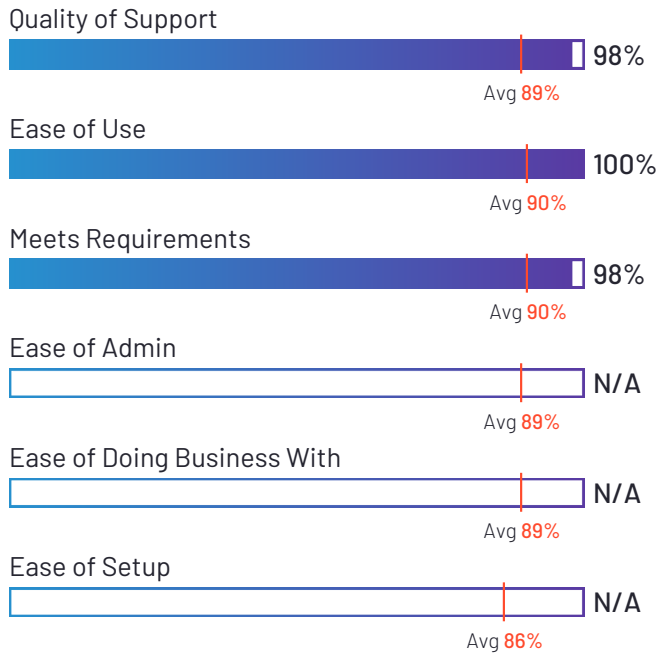 Quality of Support
98%
Avg 89%
Ease of Use
100%
Avg 90%
Meets Requirements
98%
Avg 90%
Ease of Admin
N/A
Avg 89%
Ease of Doing Business With
N/A
Avg 89%
Ease of Setup
N/A
Avg 86%